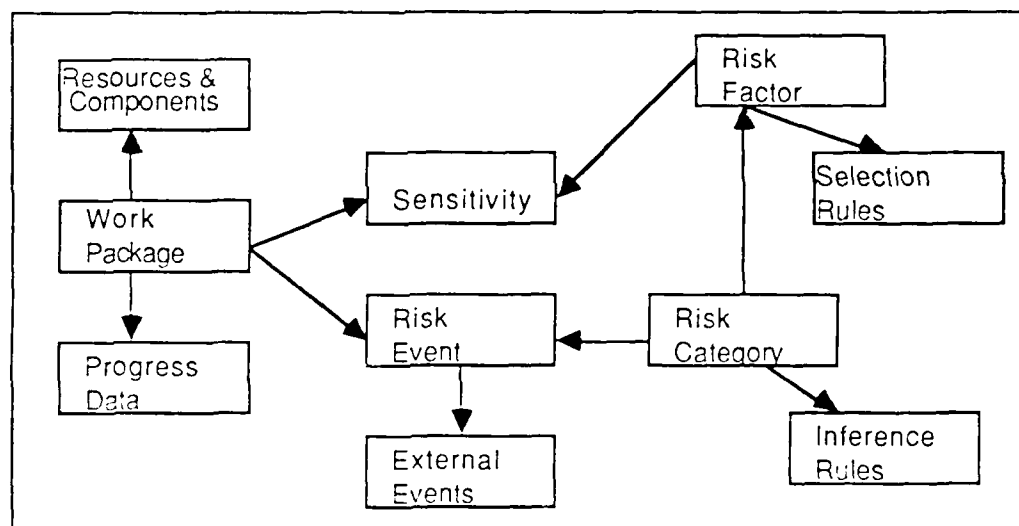 Resources &
Components
Risk
Factor
Sensitivity
Selection
Rules
Work
Package
Risk
Event
Risk
Category
Progress
Data
External
Events
Inference
Rules